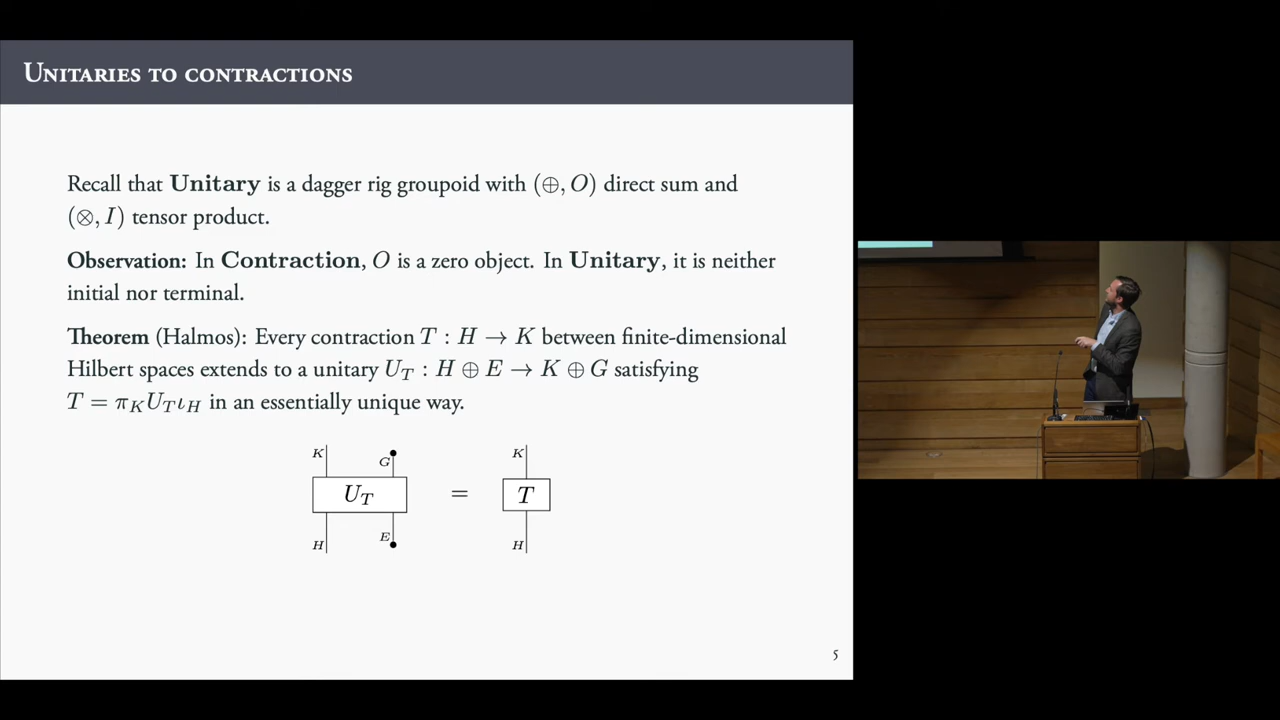 Unitaries to contractions
Recall that Unitary is a dagger rig groupoid with (⊕, O) direct sum and
(⊗, I) tensor product.
Observation: In Contraction, O is a zero object. In Unitary, it is neither
initial nor terminal.
Theorem (Halmos): Every contraction T : H → K between finite-dimensional
Hilbert spaces extends to a unitary U_T : H ⊕ E → K ⊕ G satisfying
T = π_K U_T ι_H in an essentially unique way.
K G K
U_T = T
H E H
5